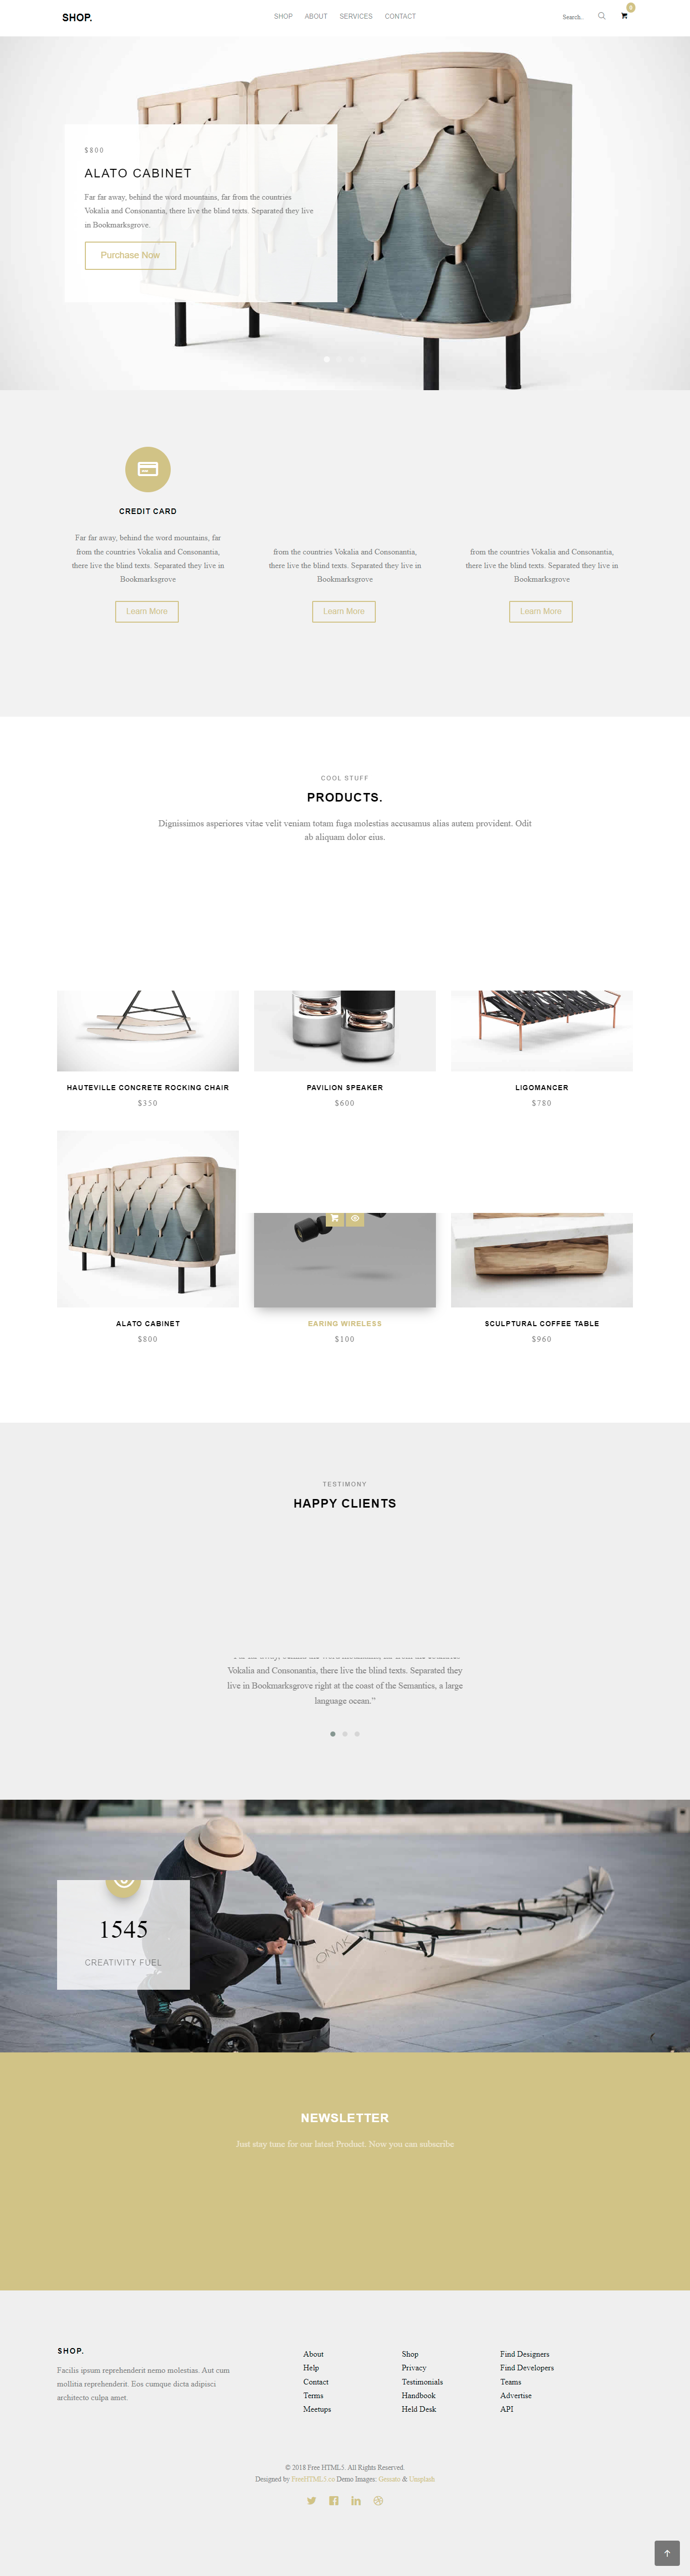 SHOP.
SHOP ABOUT SERVICES CONTACT
Search..
0
$800
ALATO CABINET
Far far away, behind the word mountains, far from the countries
Vokalia and Consonantia, there live the blind texts. Separated they live
in Bookmarksgrove.
Purchase Now
CREDIT CARD
Far far away, behind the word mountains, far
from the countries Vokalia and Consonantia,
there live the blind texts. Separated they live in
Bookmarksgrove
Learn More
from the countries Vokalia and Consonantia,
there live the blind texts. Separated they live in
Bookmarksgrove
Learn More
from the countries Vokalia and Consonantia,
there live the blind texts. Separated they live in
Bookmarksgrove
Learn More
COOL STUFF
PRODUCTS.
Dignissimos asperiores vitae velit veniam totam fuga molestias accusamus alias autem provident. Odit
ab aliquam dolor eius.
HAUTEVILLE CONCRETE ROCKING CHAIR
$350
PAVILION SPEAKER
$600
LIGOMANCER
$780
ALATO CABINET
$800
EARING WIRELESS
$100
SCULPTURAL COFFEE TABLE
$960
TESTIMONY
HAPPY CLIENTS
Vokalia and Consonantia, there live the blind texts. Separated they
live in Bookmarksgrove right at the coast of the Semantics, a large
language ocean."
ONAK
1545
CREATIVITY FUEL
NEWSLETTER
Just stay tune for our latest Product. Now you can subscribe
SHOP.
Facilis ipsum reprehenderit nemo molestias. Aut cum
mollitia reprehenderit. Eos cumque dicta adipisci
architecto culpa amet.
About
Help
Contact
Terms
Meetups
Shop
Privacy
Testimonials
Handbook
Held Desk
Find Designers
Find Developers
Teams
Advertise
API
© 2018 Free HTML5. All Rights Reserved.
Designed by FreeHTML5.co Demo Images: Gemato & Unsplash